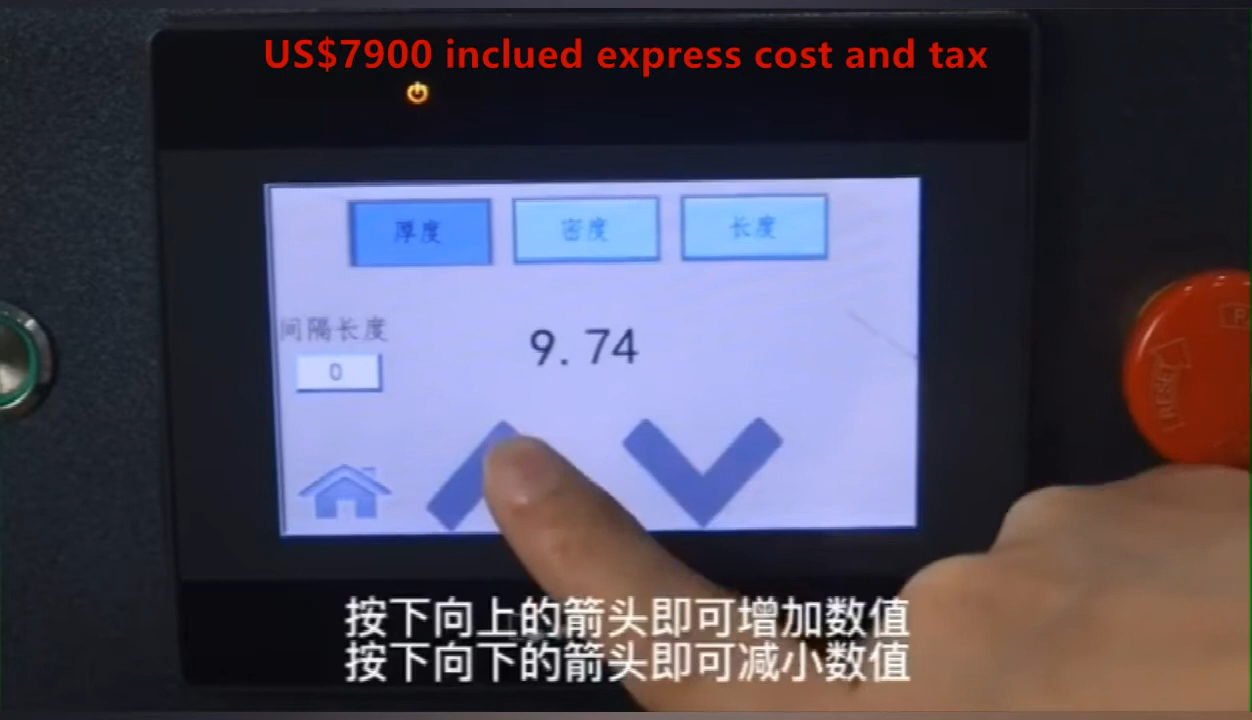 US$7900 inclued express cost and tax
厚度 密度 长度
间隔长度
9.74
0
RESET
按下向上的箭头即可增加数值
按下向下的箭头即可减小数值